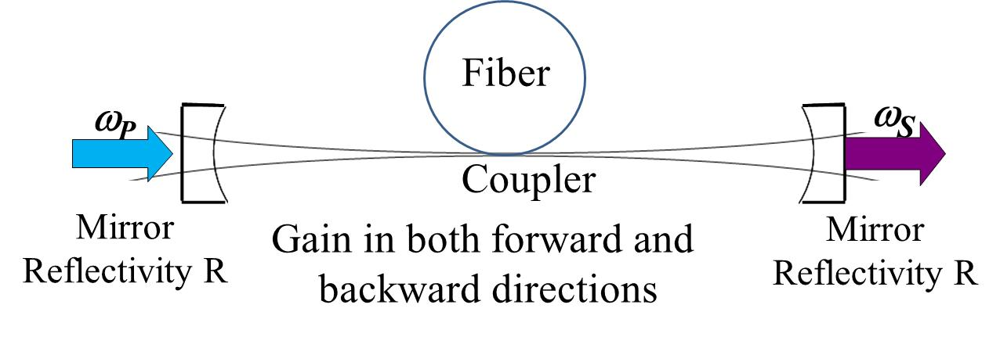 Fiber
ωP
ωS
Coupler
Mirror
Reflectivity R
Gain in both forward and
backward directions
Mirror
Reflectivity R